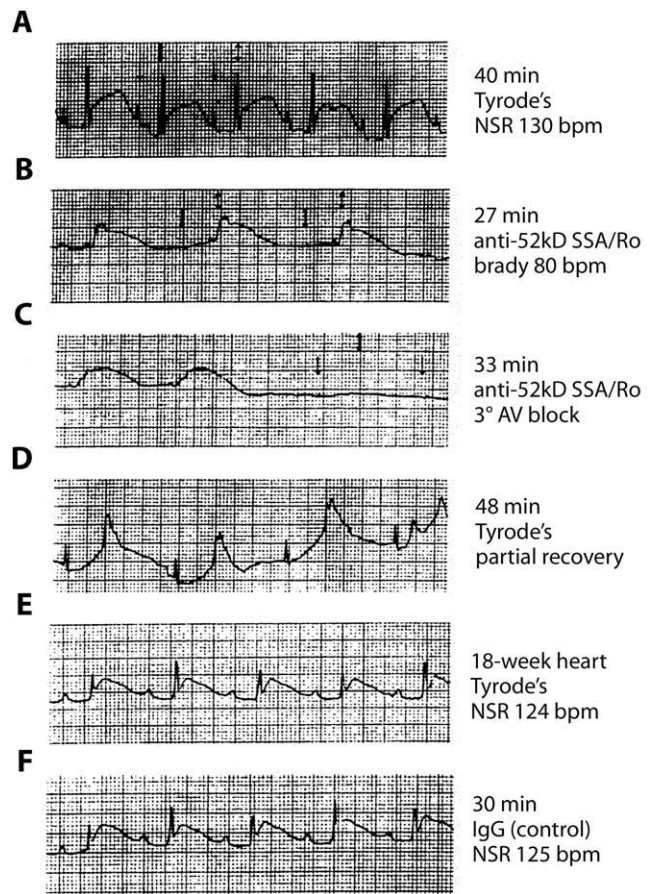 A
40 min
Tyrode's
NSR 130 bpm
B
27 min
anti-52kD SSA/Ro
brady 80 bpm
C
33 min
anti-52kD SSA/Ro
3° AV block
D
48 min
Tyrode's
partial recovery
E
18-week heart
Tyrode's
NSR 124 bpm
F
30 min
IgG (control)
NSR 125 bpm